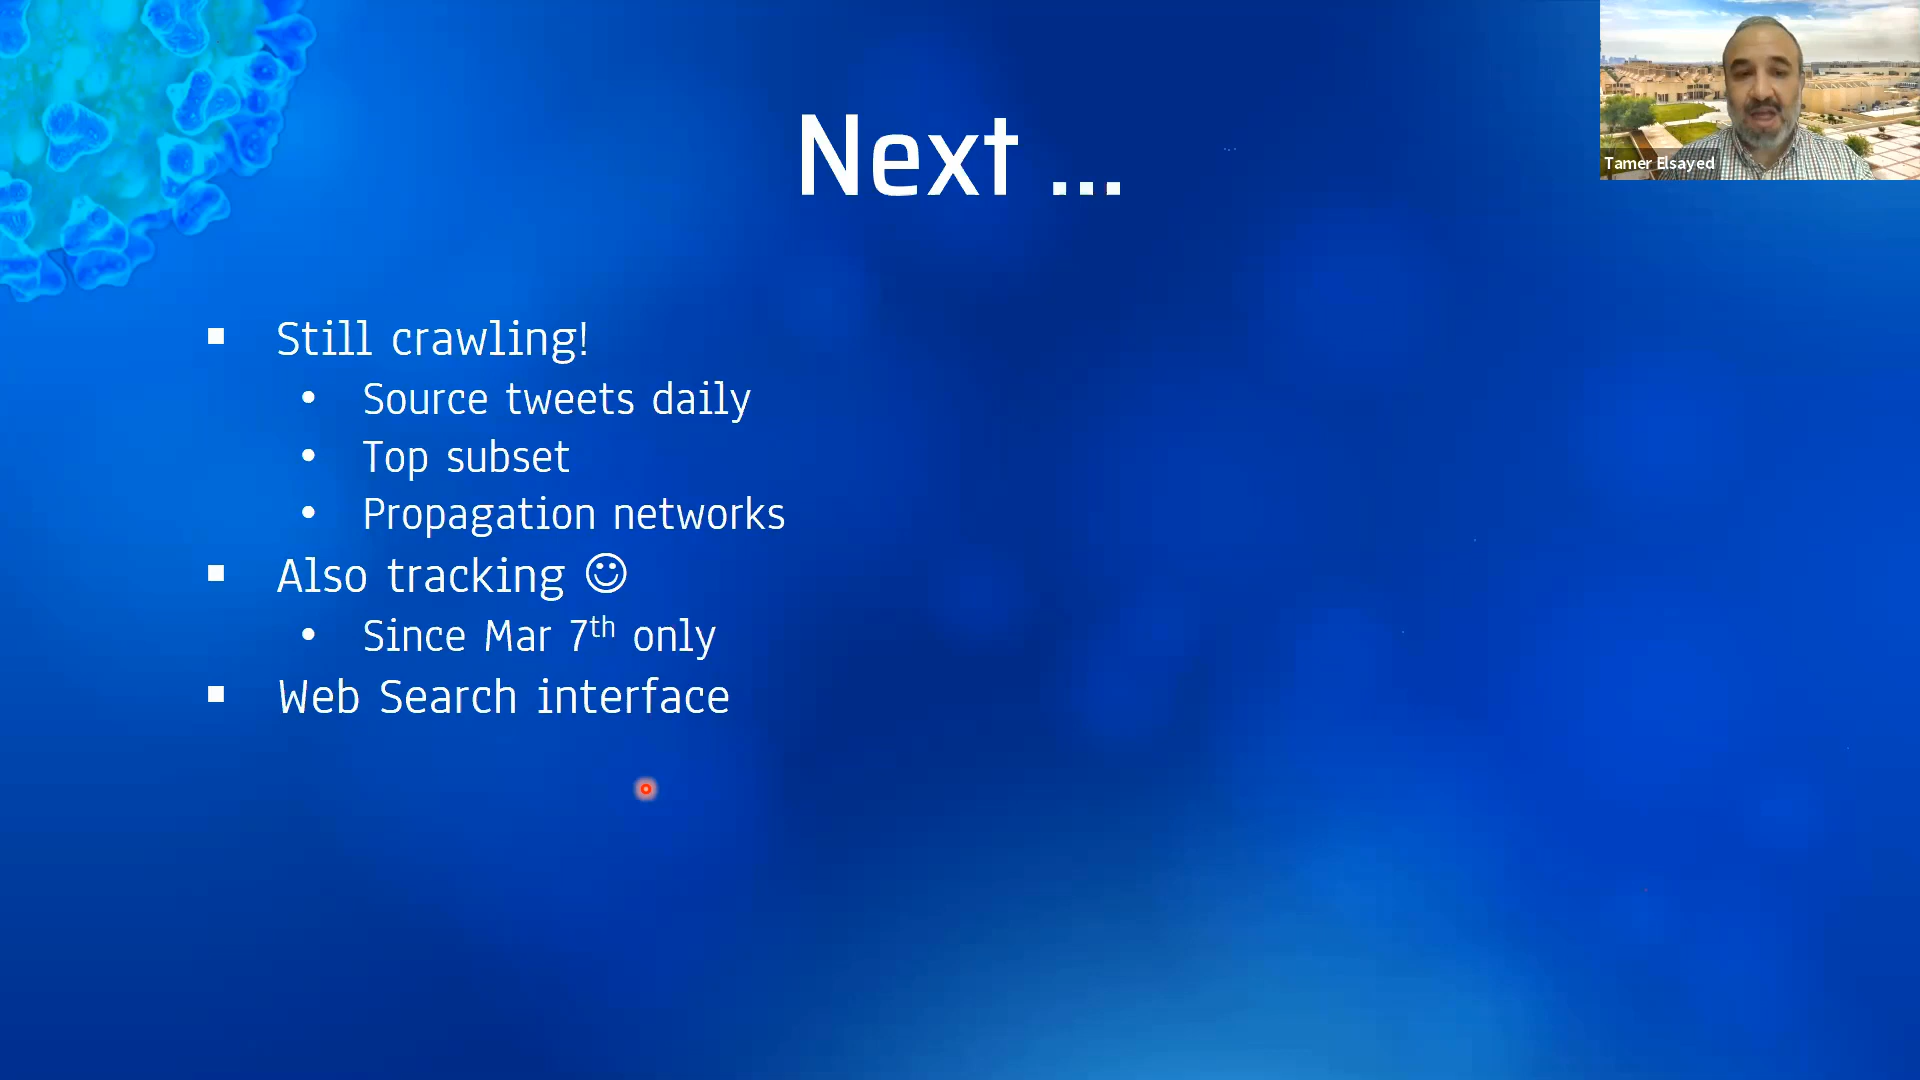 Next ...
Tamer Elsayed
Still crawling!
Source tweets daily
Top subset
Propagation networks
Also tracking ☺
Since Mar 7th only
Web Search interface